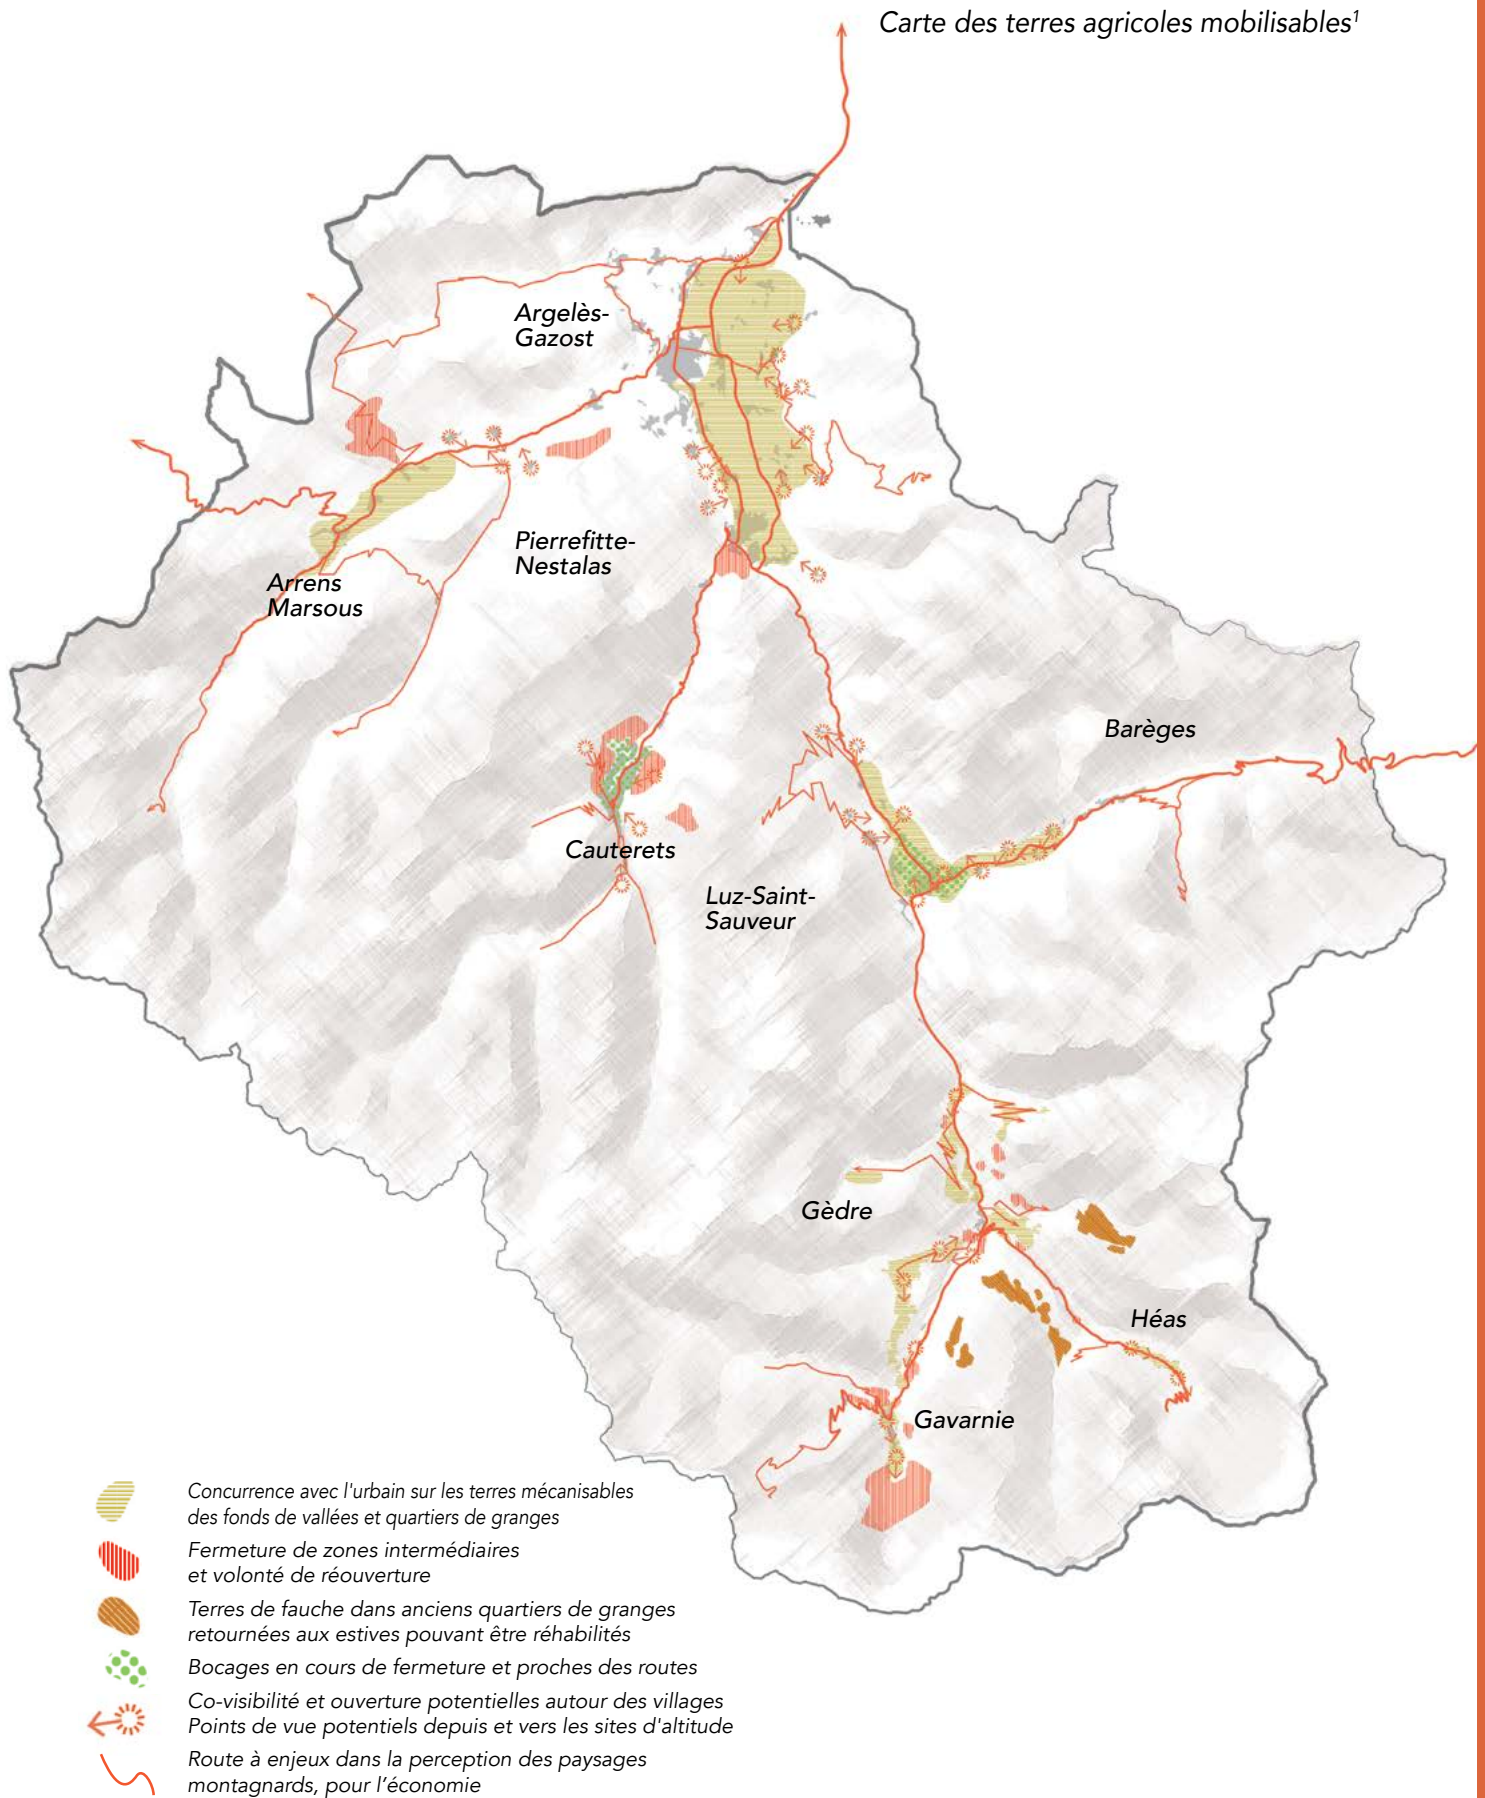 Carte des terres agricoles mobilisables¹
Argelès-
Gazost
Pierrefitte-
Nestalas
Arrens
Marsous
Barèges
Cauterets
Luz-Saint-
Sauveur
Gèdre
Héas
Gavarnie
Concurrence avec l'urbain sur les terres mécanisables
des fonds de vallées et quartiers de granges
Fermeture de zones intermédiaires
et volonté de réouverture
Terres de fauche dans anciens quartiers de granges
retournées aux estives pouvant être réhabilités
Bocages en cours de fermeture et proches des routes
Co-visibilité et ouverture potentielles autour des villages
Points de vue potentiels depuis et vers les sites d'altitude
Route à enjeux dans la perception des paysages
montagnards, pour l’économie